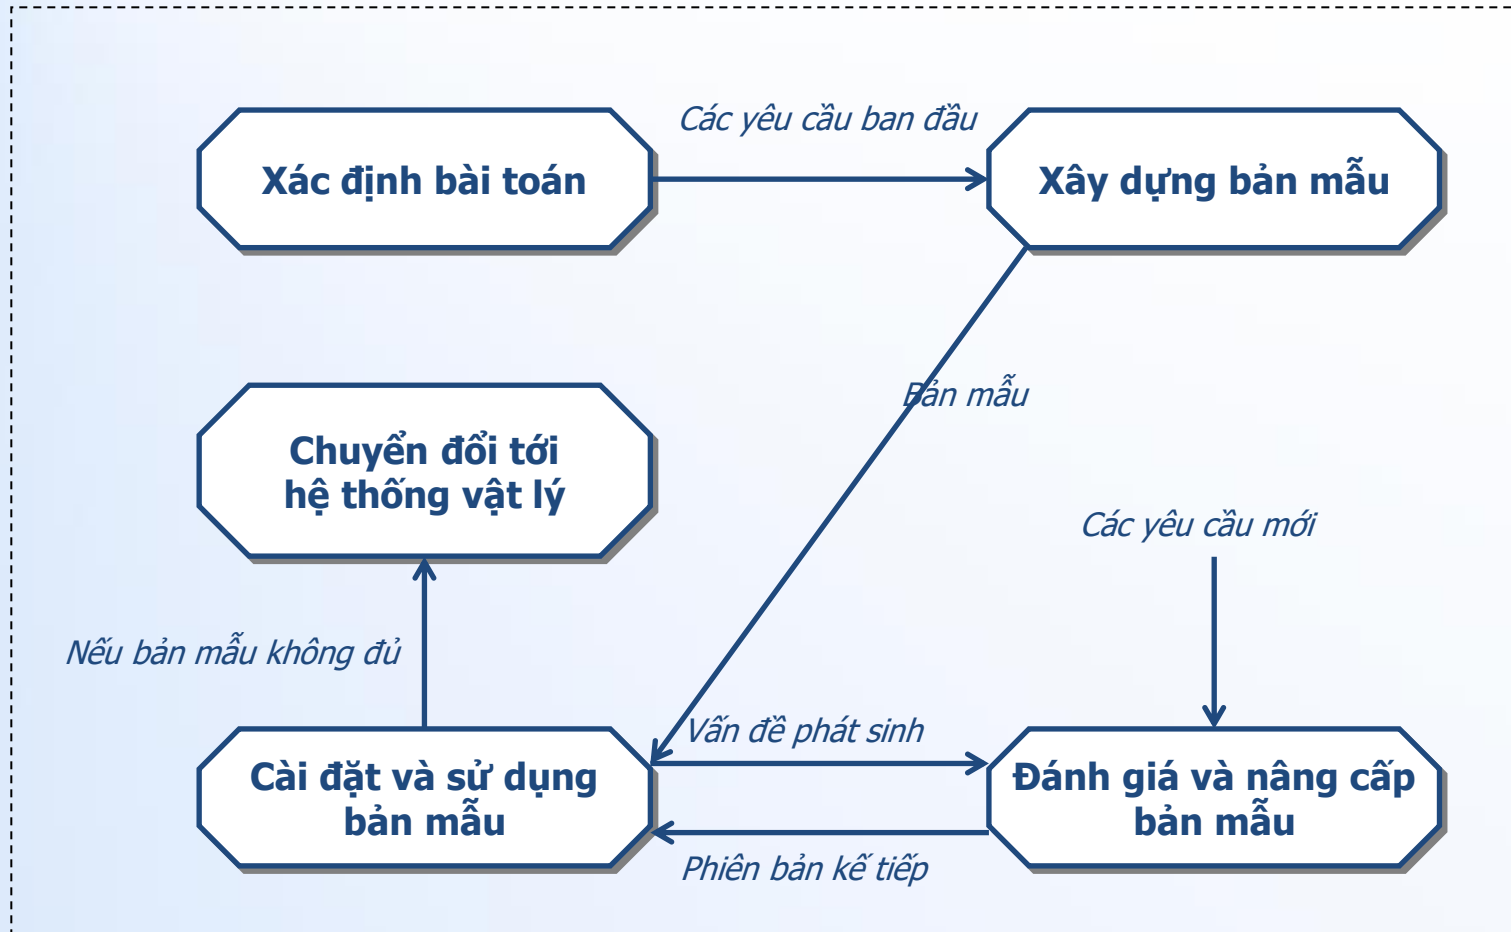 Các yêu cầu ban đầu
Xác định bài toán
Xây dựng bản mẫu
Bản mẫu
Chuyển đổi tới
hệ thống vật lý
Các yêu cầu mới
Nếu bản mẫu không đủ
Vấn đề phát sinh
Cài đặt và sử dụng
bản mẫu
Đánh giá và nâng cấp
bản mẫu
Phiên bản kế tiếp